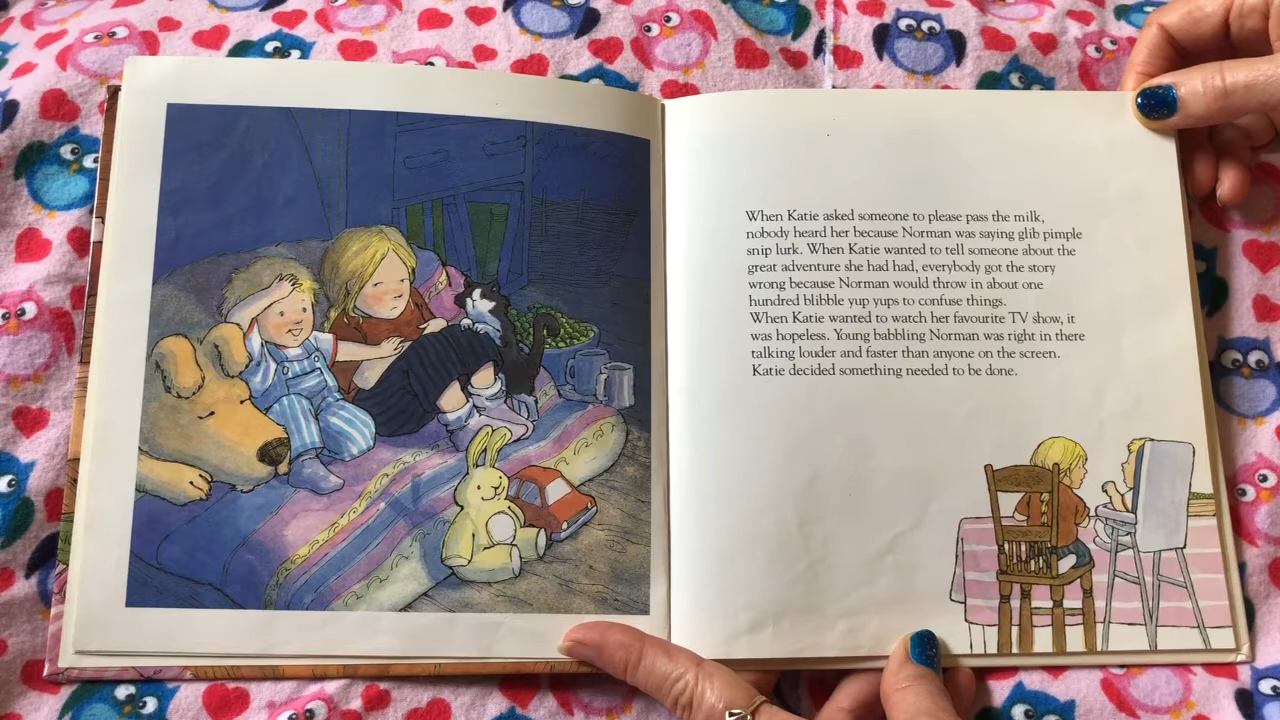 When Katie asked someone to please pass the milk,
nobody heard her because Norman was saying glib pimple
snip lurk. When Katie wanted to tell someone about the
great adventure she had had, everybody got the story
wrong because Norman would throw in about one
hundred blibble yup yups to confuse things.
When Katie wanted to watch her favourite TV show, it
was hopeless. Young babbling Norman was right in there
talking louder and faster than anyone on the screen.
Katie decided something needed to be done.